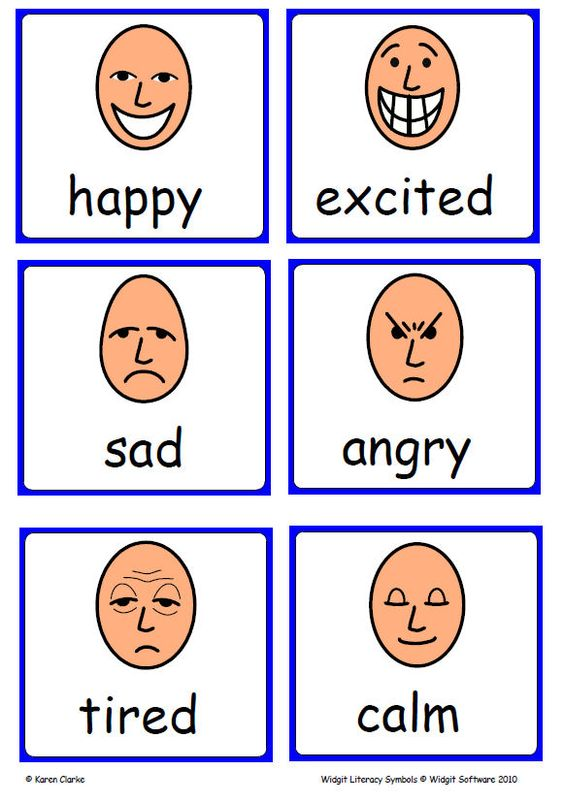 happy
excited
sad
angry
tired
calm
© Karen Clarke
Widgit Literacy Symbols © Widgit Software 2010